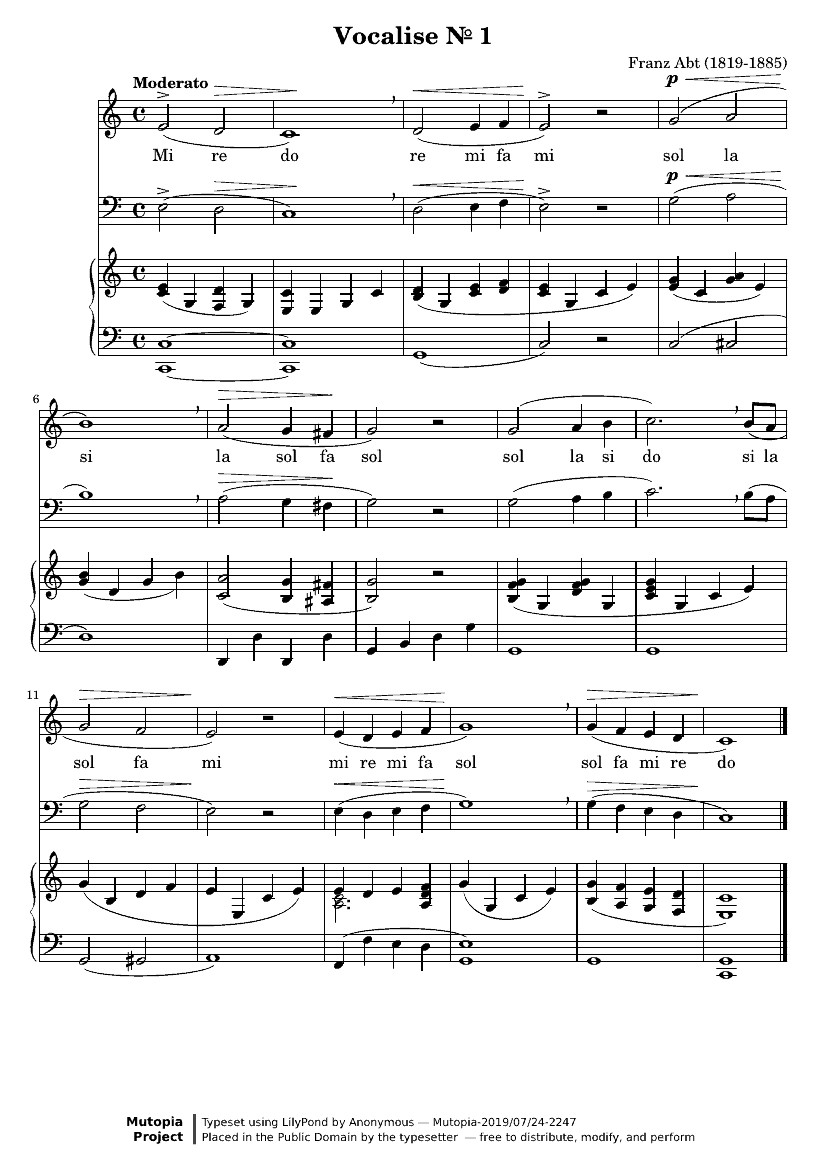 Vocalise № 1
Franz Abt (1819-1885)
Moderato
p
Mi re do re mi fa mi sol la
p
6
si la sol fa sol sol la si do si la
11
sol fa mi mi re mi fa sol sol fa mi re do
Mutopia Project
Typeset using LilyPond by Anonymous — Mutopia-2019/07/24-2247
Placed in the Public Domain by the typesetter — free to distribute, modify, and perform